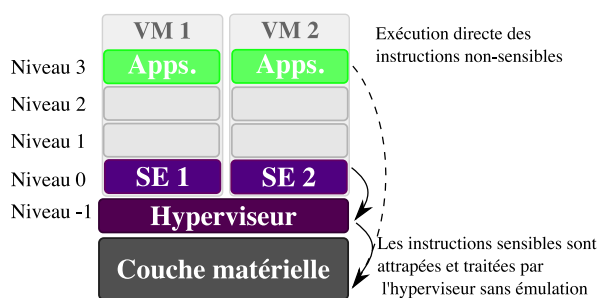 VM 1
VM 2
Exécution directe des
instructions non-sensibles
Niveau 3
Apps.
Apps.
Niveau 2
Niveau 1
Niveau 0
SE 1
SE 2
Niveau -1
Hyperviseur
Couche matérielle
Les instructions sensibles sont
attrapées et traitées par
l'hyperviseur sans émulation